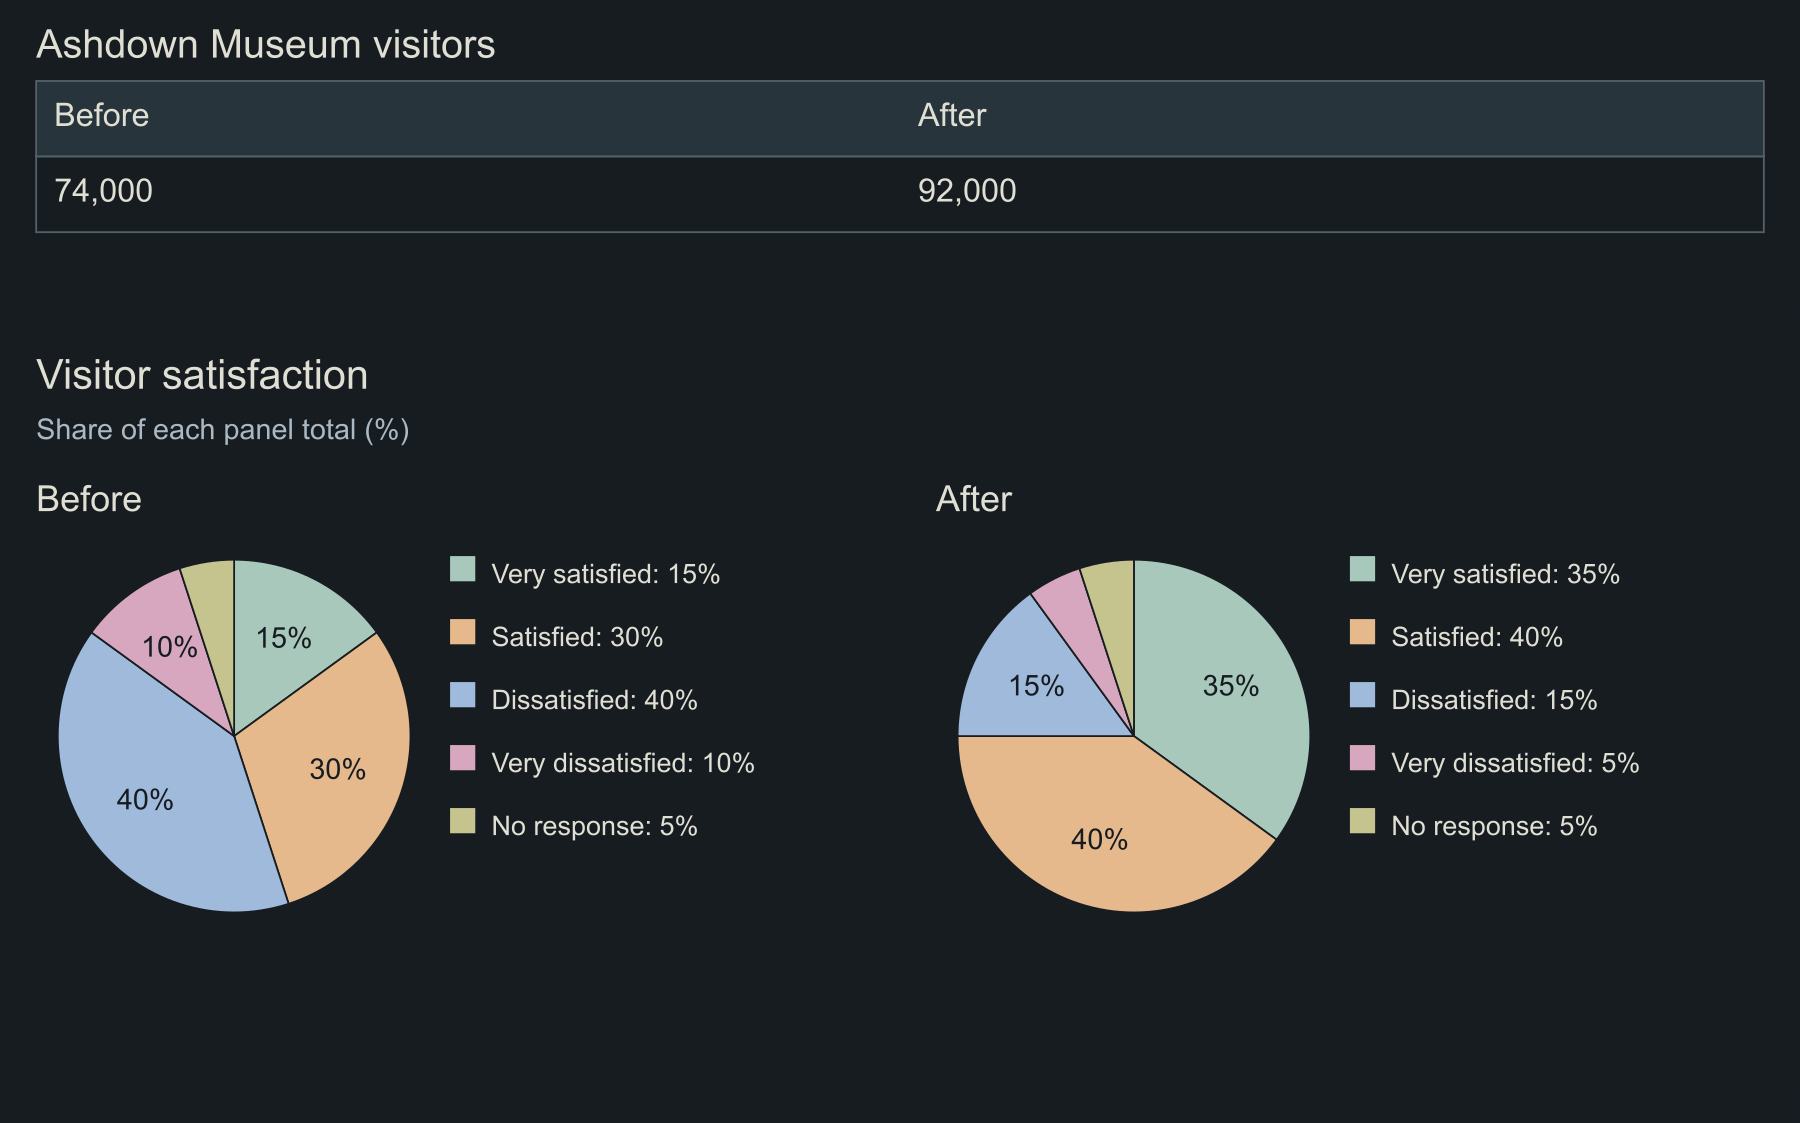 Ashdown Museum visitors
Before After
74,000 92,000
Visitor satisfaction
Share of each panel total (%)
Before
15%
30%
40%
10%
Very satisfied: 15%
Satisfied: 30%
Dissatisfied: 40%
Very dissatisfied: 10%
No response: 5%
After
35%
40%
15%
Very satisfied: 35%
Satisfied: 40%
Dissatisfied: 15%
Very dissatisfied: 5%
No response: 5%